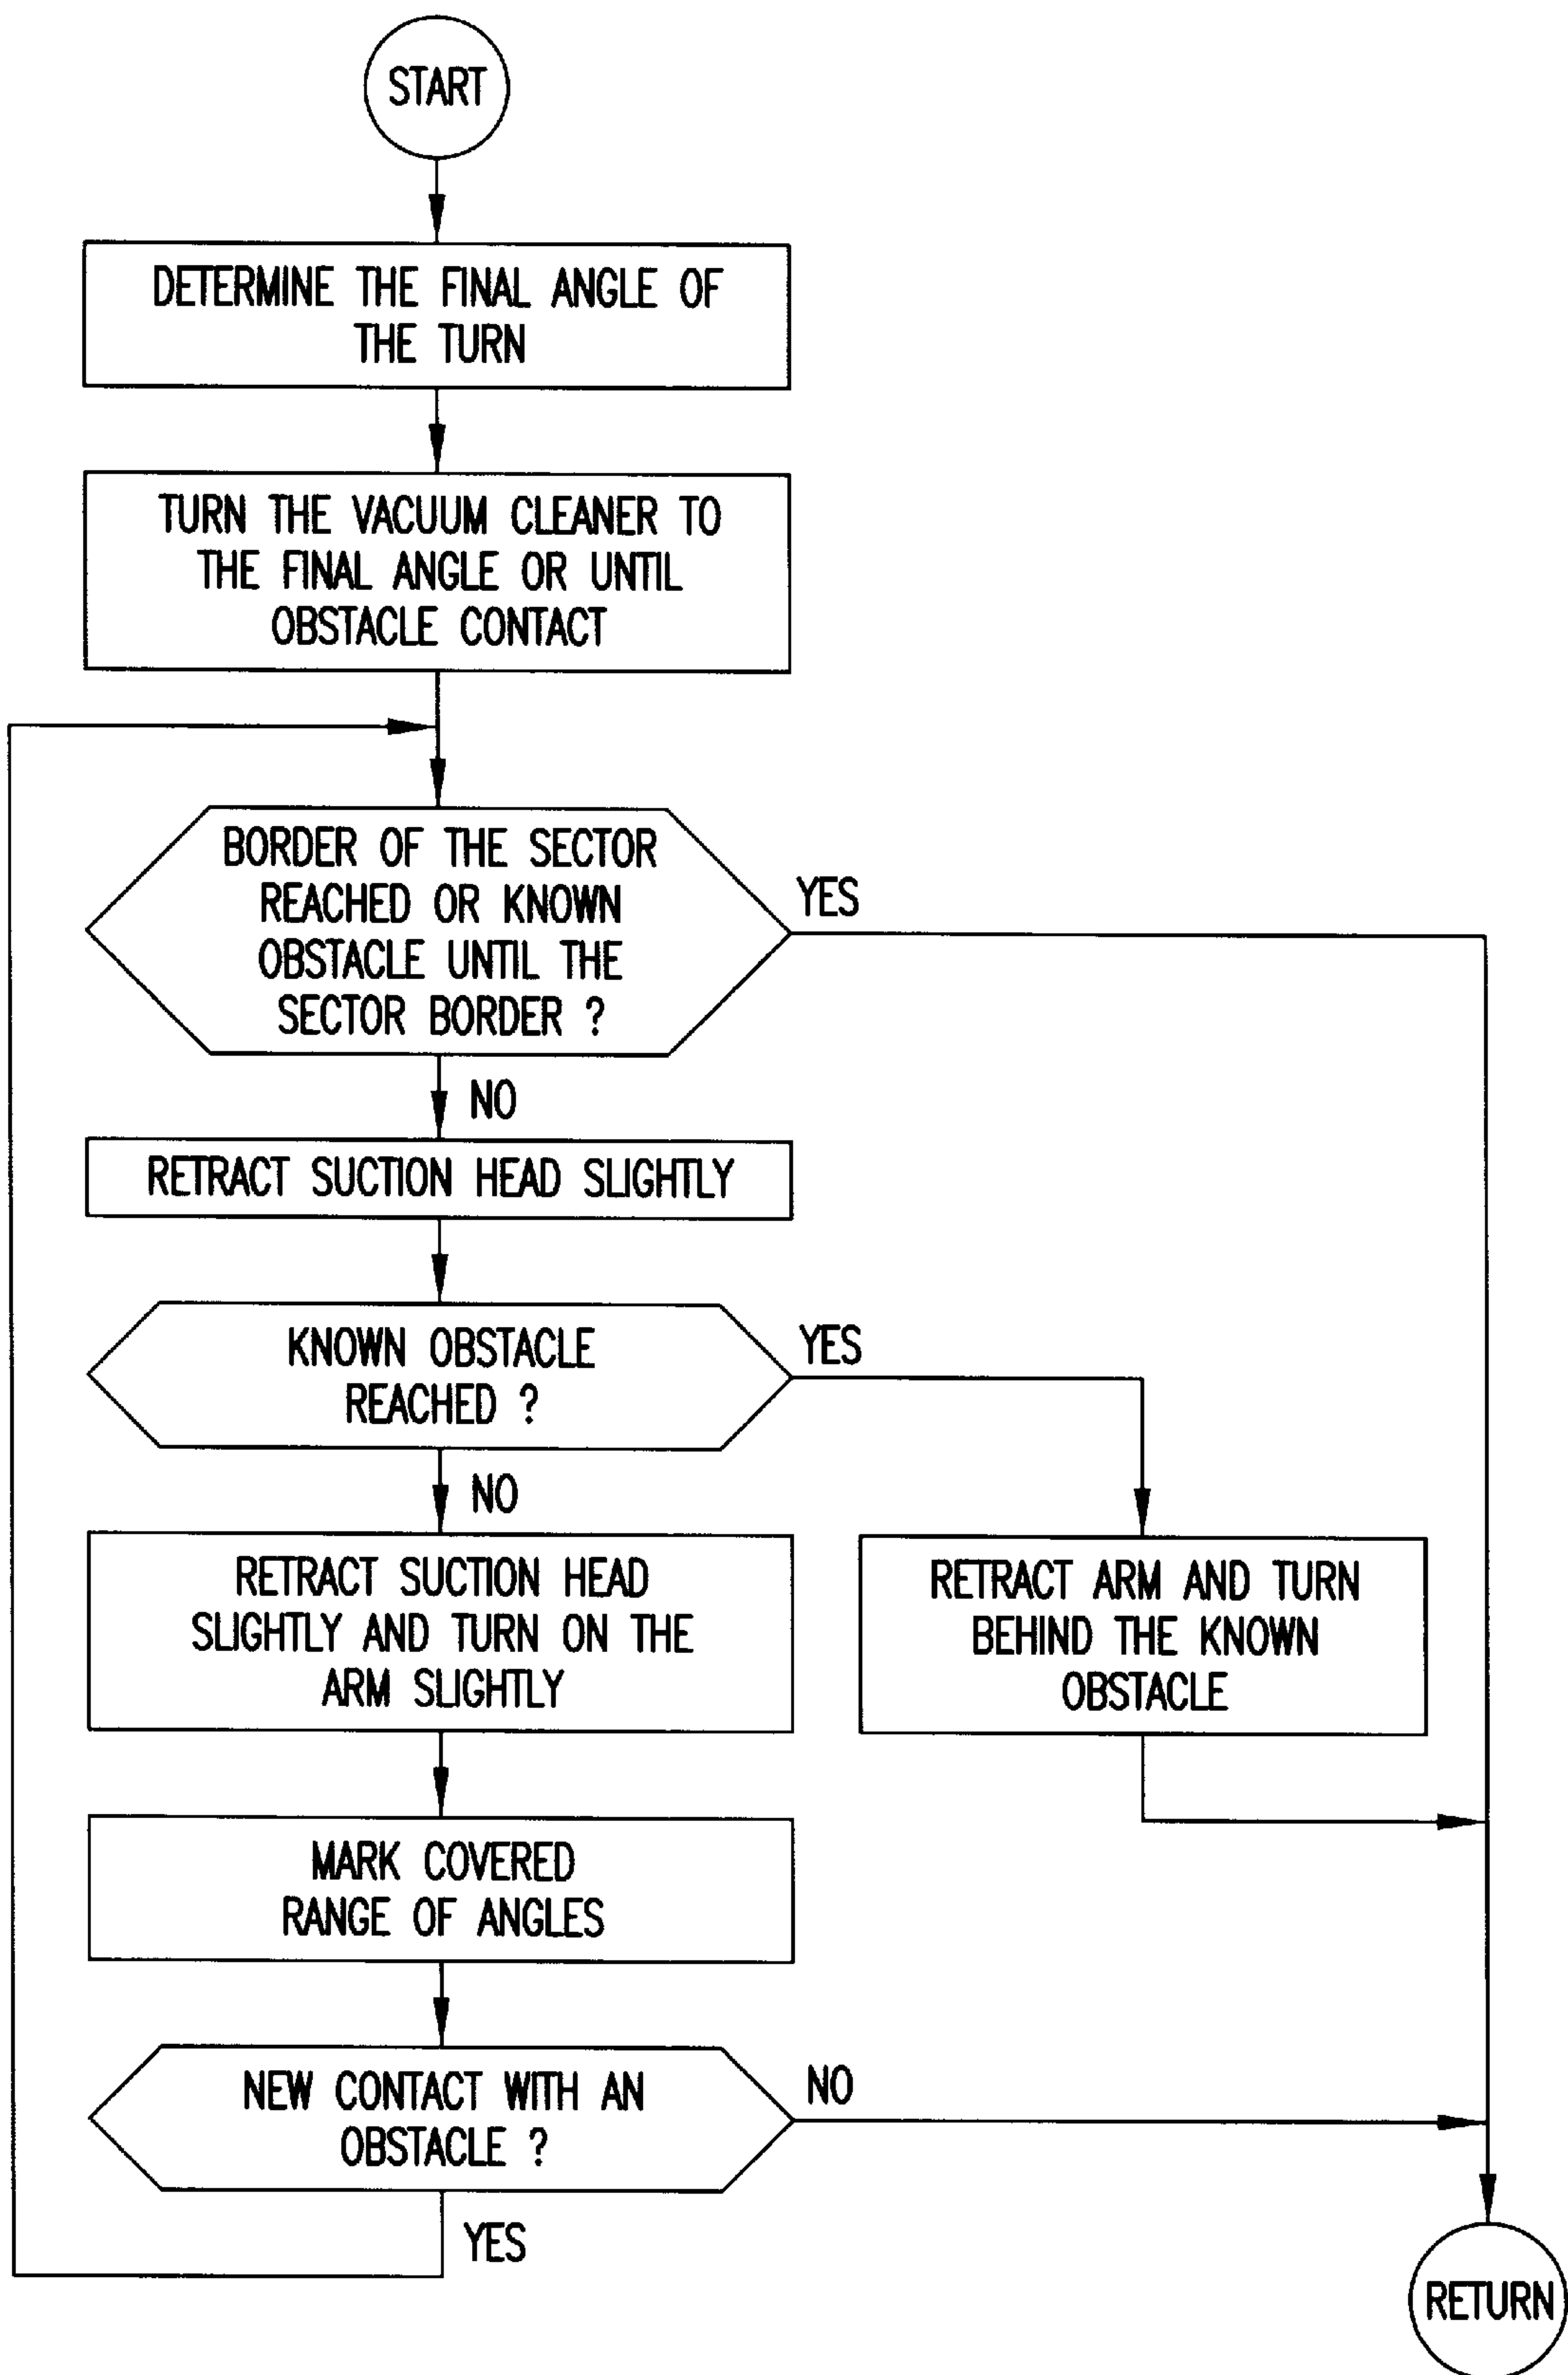 START
DETERMINE THE FINAL ANGLE OF
THE TURN
TURN THE VACUUM CLEANER TO
THE FINAL ANGLE OR UNTIL
OBSTACLE CONTACT
BORDER OF THE SECTOR
REACHED OR KNOWN
OBSTACLE UNTIL THE
SECTOR BORDER ?
YES
NO
RETRACT SUCTION HEAD SLIGHTLY
KNOWN OBSTACLE
REACHED ?
YES
NO
RETRACT SUCTION HEAD
SLIGHTLY AND TURN ON THE
ARM SLIGHTLY
RETRACT ARM AND TURN
BEHIND THE KNOWN
OBSTACLE
MARK COVERED
RANGE OF ANGLES
NEW CONTACT WITH AN
OBSTACLE ?
NO
YES
RETURN